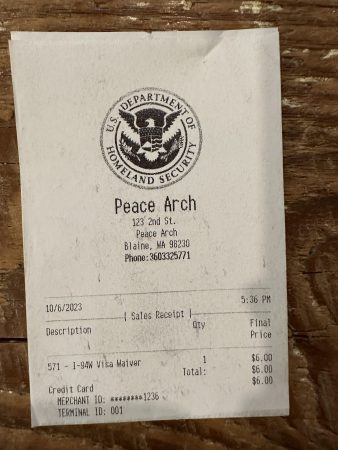 U.S. DEPARTMENT OF
HOMELAND SECURITY
Peace Arch
123 2nd St.
Peace Arch
Blaine, WA 98230
Phone:3603325771
10/6/2023 5:36 PM
Sales Receipt
Description Qty Final
Price
571 - I-94W Visa Waiver 1 $6.00
Total: $6.00
Credit Card $6.00
MERCHANT ID: ********1236
TERMINAL ID: 001